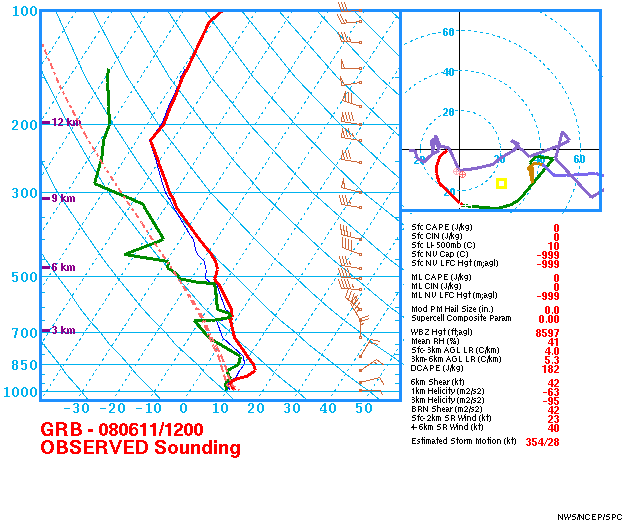 100
200
300
500
700
850
1000
12 km
9 km
6 km
3 km
-30 -20 -10 0 10 20 30 40 50
60
40
20
20 20 40 60
20
GRB - 080611/1200
OBSERVED Sounding
Sfc CAPE (J/kg) 0
Sfc CIN (J/kg) 0
Sfc LI-500mb (C) 10
Sfc NU Cap (C) -999
Sfc NU LFC Hgt (m;agl) -999
ML CAPE (J/kg) 0
ML CIN (J/kg) 0
ML NU LFC Hgt (m;agl) -999
Mod PM Hail Size (in.) 0.0
Supercell Composite Param 0.00
WBZ Hgt (ft;agl) 8597
Mean RH (%) 41
Sfc-3km AGL LR (C/km) 4.0
3km-6km AGL LR (C/km) 5.3
DCAPE (J/kg) 182
6km Shear (kt) 42
1km Helicity (m2/s2) -63
3km Helicity (m2/s2) -95
BRN Shear (m2/s2) 42
Sfc-2km SR Wind (kt) 23
4-6km SR Wind (kt) 40
Estimated Storm Motion (kt) 354/28
NWS/NCEP/SPC